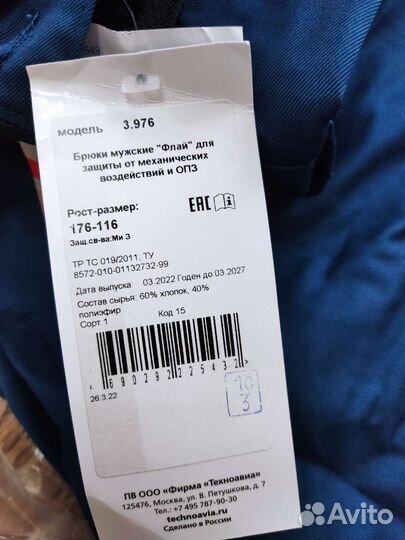 649
модель 3.976
Брюки мужские "Флай" для
защиты от механических
воздействий и ОПЗ
Рост-размер:
176-116
Защ.св-ва:Ми З
EAC
ТР ТС 019/2011, ТУ
8572-010-01132732-99
Дата выпуска: 03.2022 Годен до 03.2027
Состав сырья: 60% хлопок, 40%
полиэфир
Сорт 1 Код 15
26.3.22
10
3
ПВ ООО «Фирма «Техноавиа»
125476, Москва, ул. В. Петушкова, д. 7
Тел.: +7 495 787-90-30
technoavia.ru
Сделано в России
Avito